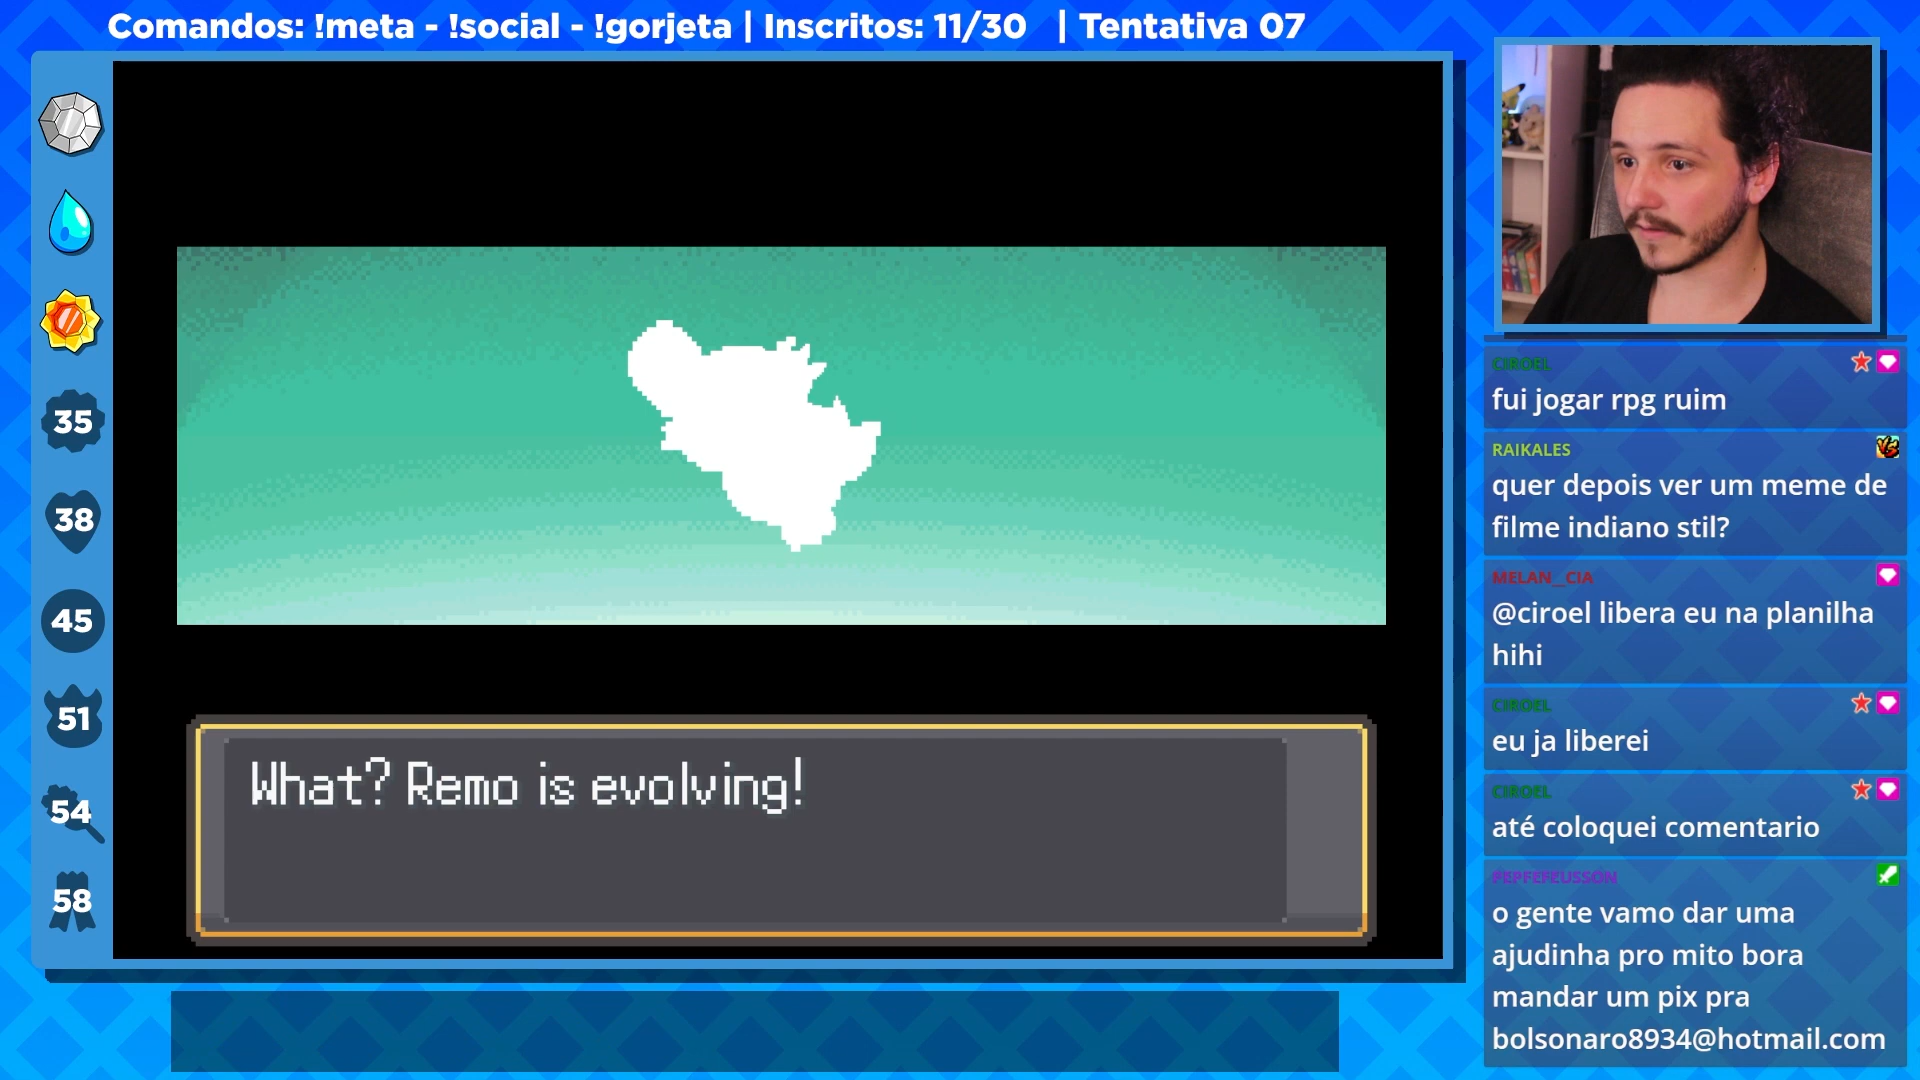 Comandos: !meta - !social - !gorjeta | Inscritos: 11/30 | Tentativa 07
35
38
45
51
54
58
What? Remo is evolving!
CIROEL
fui jogar rpg ruim
RAIKALES
quer depois ver um meme de
filme indiano stil?
MELAN__CIA
@ciroel libera eu na planilha
hihi
CIROEL
eu ja liberei
CIROEL
até coloquei comentario
PEPFEFEUSSOM
o gente vamo dar uma
ajudinha pro mito bora
mandar um pix pra
bolsonaro8934@hotmail.com